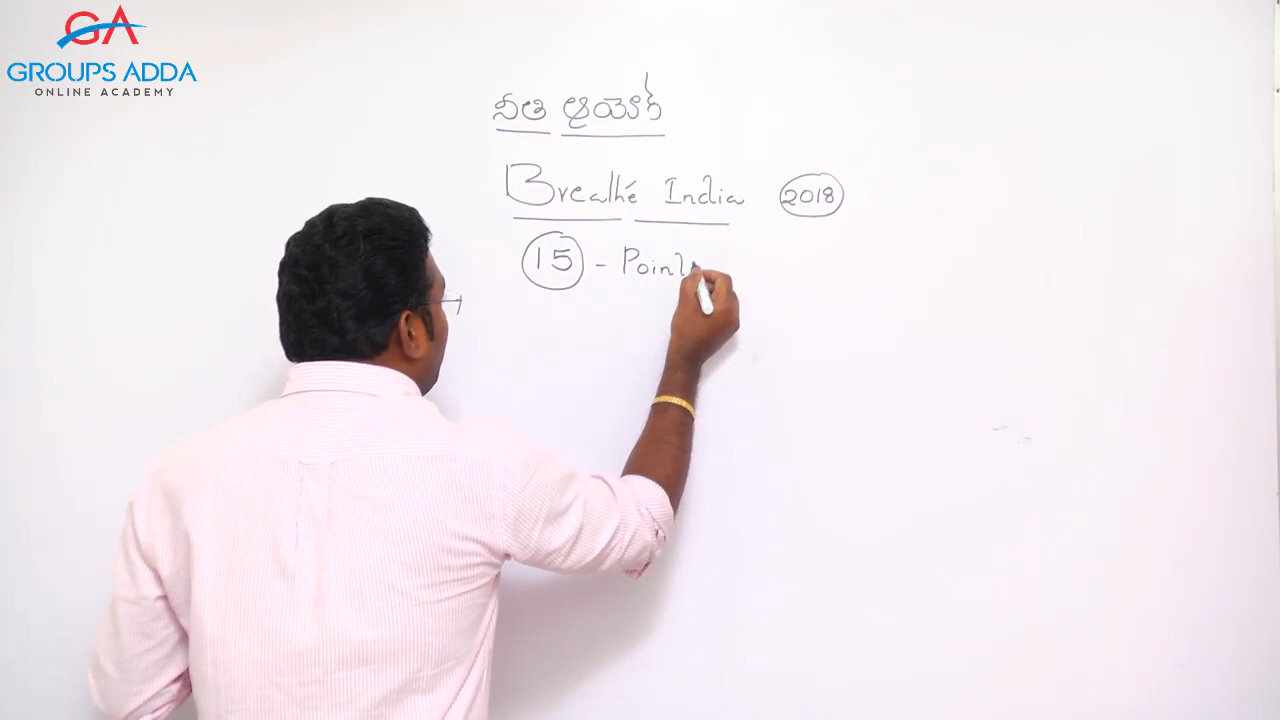 GA
GROUPS ADDA
ONLINE ACADEMY
నీతి ఆయోగ్
Breathe India 2018
15 - Point